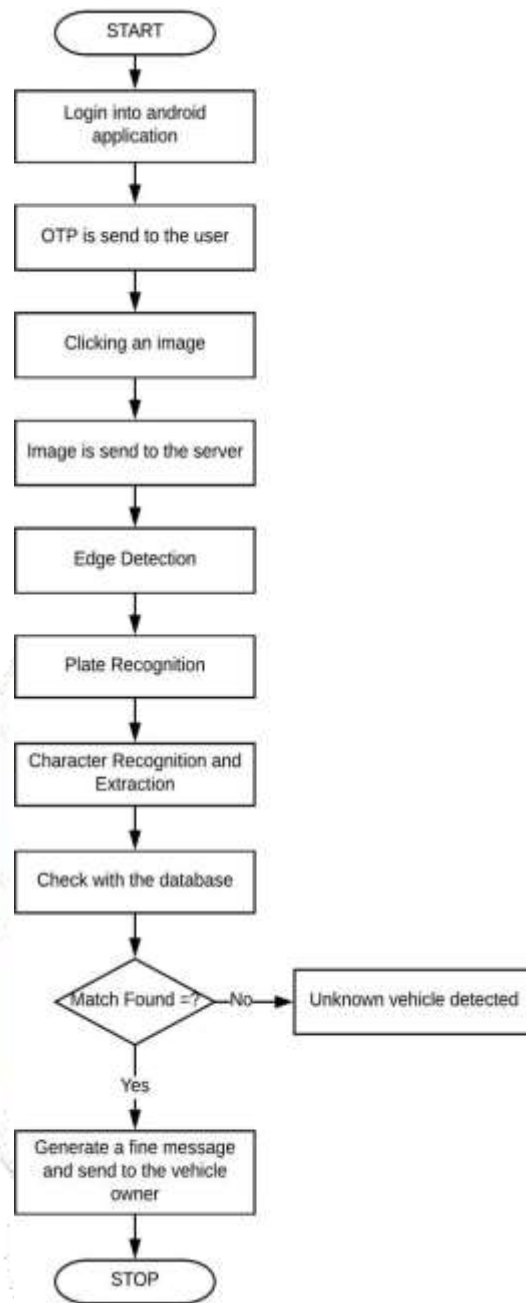 START
Login into android
application
OTP is send to the user
Clicking an image
Image is send to the server
Edge Detection
Plate Recognition
Character Recognition and
Extraction
Check with the database
Match Found =?
No
Unknown vehicle detected
Yes
Generate a fine message
and send to the vehicle
owner
STOP